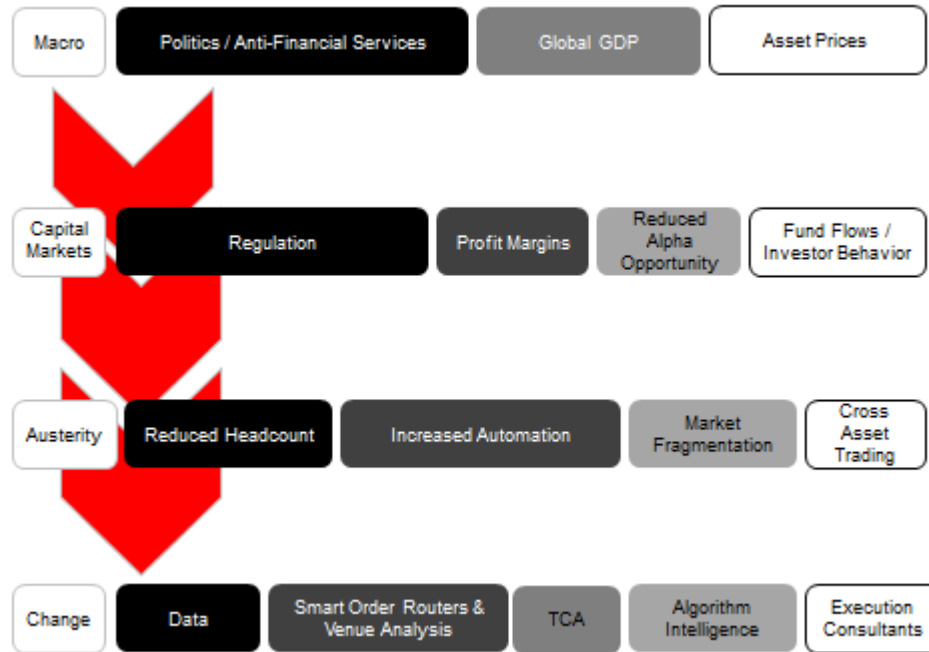 Macro
Politics / Anti-Financial Services
Global GDP
Asset Prices
Capital
Markets
Regulation
Profit Margins
Reduced
Alpha
Opportunity
Fund Flows /
Investor Behavior
Austerity
Reduced Headcount
Increased Automation
Market
Fragmentation
Cross
Asset
Trading
Change
Data
Smart Order Routers &
Venue Analysis
TCA
Algorithm
Intelligence
Execution
Consultants